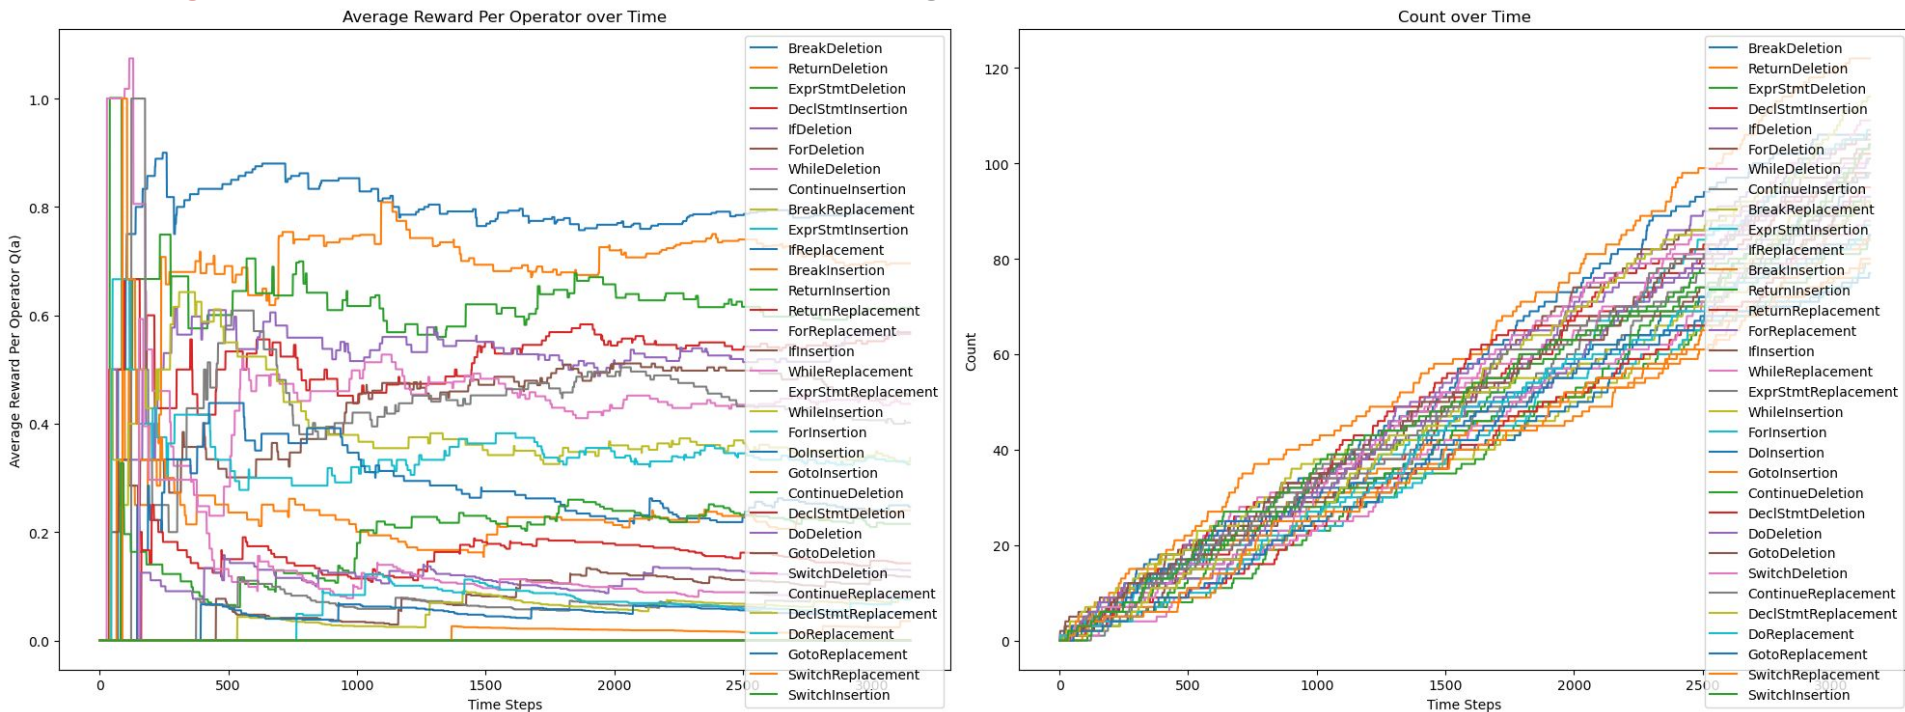 Average Reward Per Operator over Time
Average Reward Per Operator Q(a)
1.0
0.8
0.6
0.4
0.2
0.0
0
500
1000
1500
2000
2500
3000
Time Steps
BreakDeletion
ReturnDeletion
ExprStmtDeletion
DeclStmtInsertion
IfDeletion
ForDeletion
WhileDeletion
ContinueInsertion
BreakReplacement
ExprStmtInsertion
IfReplacement
BreakInsertion
ReturnInsertion
ReturnReplacement
ForReplacement
IfInsertion
WhileReplacement
ExprStmtReplacement
WhileInsertion
ForInsertion
DoInsertion
GotoInsertion
ContinueDeletion
DeclStmtDeletion
DoDeletion
GotoDeletion
SwitchDeletion
ContinueReplacement
DeclStmtReplacement
DoReplacement
GotoReplacement
SwitchReplacement
SwitchInsertion
Count over Time
Count
120
100
80
60
40
20
0
0
500
1000
1500
2000
2500
3000
Time Steps
BreakDeletion
ReturnDeletion
ExprStmtDeletion
DeclStmtInsertion
IfDeletion
ForDeletion
WhileDeletion
ContinueInsertion
BreakReplacement
ExprStmtInsertion
IfReplacement
BreakInsertion
ReturnInsertion
ReturnReplacement
ForReplacement
IfInsertion
WhileReplacement
ExprStmtReplacement
WhileInsertion
ForInsertion
DoInsertion
GotoInsertion
ContinueDeletion
DeclStmtDeletion
DoDeletion
GotoDeletion
SwitchDeletion
ContinueReplacement
DeclStmtReplacement
DoReplacement
GotoReplacement
SwitchReplacement
SwitchInsertion